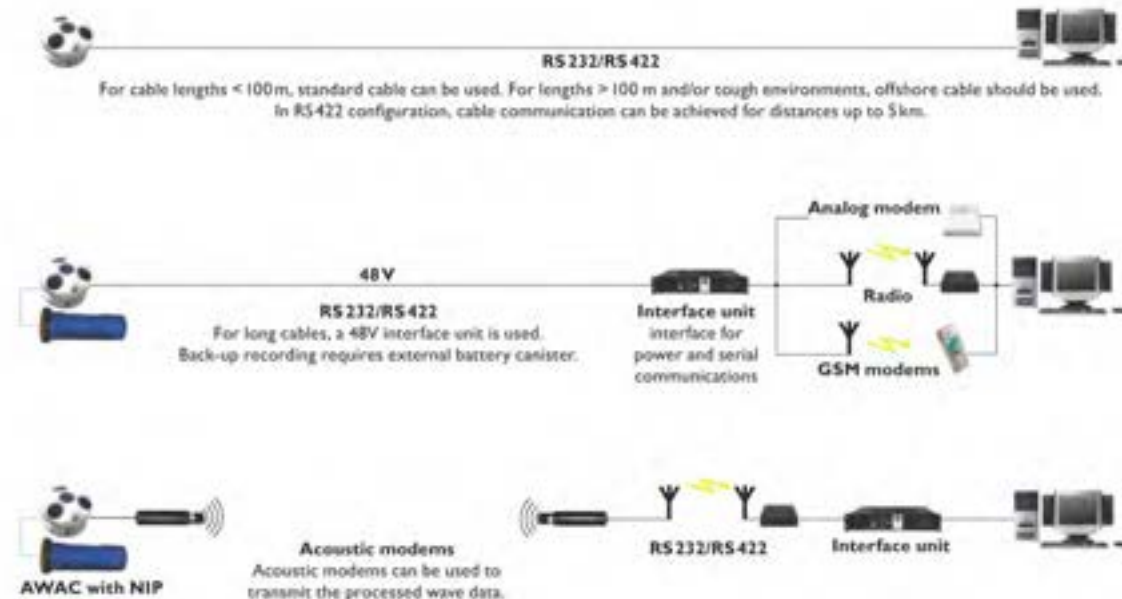 RS232/RS422
For cable lengths < 100m, standard cable can be used. For lengths > 100 m and/or tough environments, offshore cable should be used.
In RS422 configuration, cable communication can be achieved for distances up to 5km.
Analog modem
48V
RS232/RS422
For long cables, a 48V interface unit is used.
Back-up recording requires external battery canister.
Interface unit
interface for
power and serial
communications
Radio
GSM modems
AWAC with NIP
Acoustic modems
Acoustic modems can be used to
transmit the processed wave data.
RS232/RS422
Interface unit